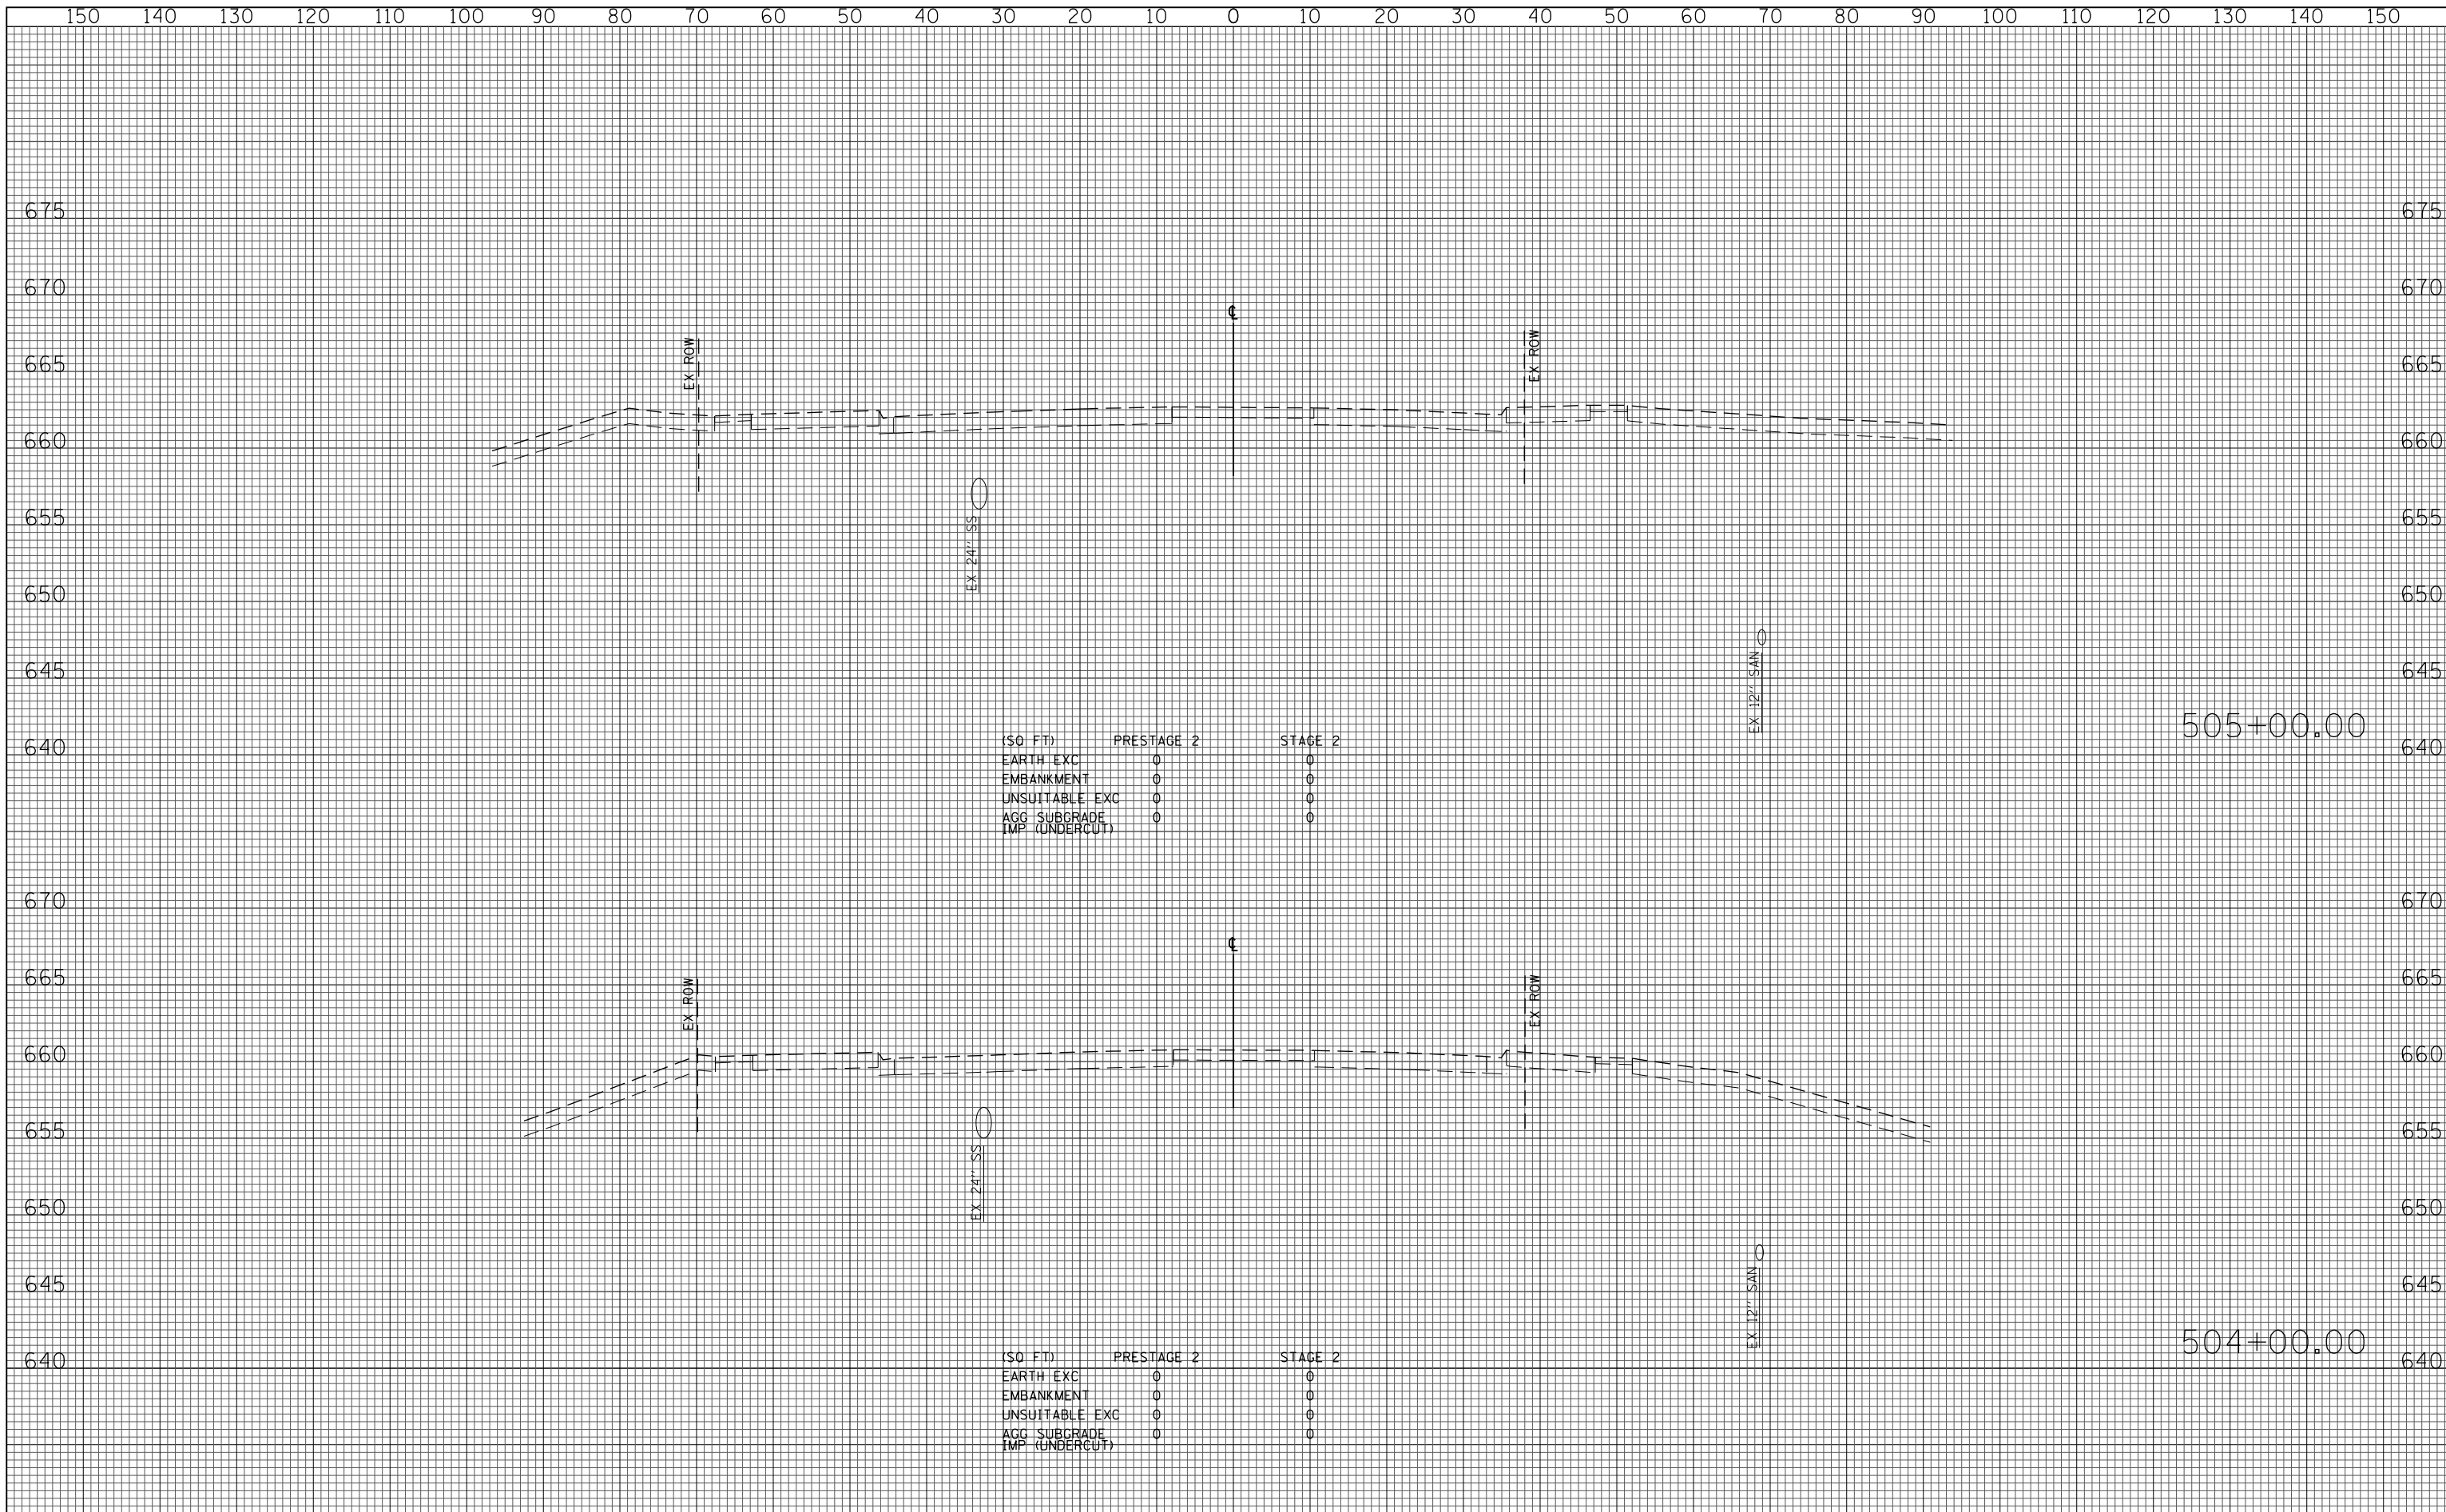 150 140 130 120 110 100 90 80 70 60 50 40 30 20 10 0 10 20 30 40 50 60 70 80 90 100 110 120 130 140 150
675 675
670 670
℄
665 EX ROW EX ROW 665
660 660
655 655
EX 24'' SS
650 650
645 EX 12'' SAN 645
505+00.00
640 640
(SQ FT) PRESTAGE 2 STAGE 2
EARTH EXC 0 0
EMBANKMENT 0 0
UNSUITABLE EXC 0 0
AGG SUBGRADE 0 0
IMP (UNDERCUT)
670 670
℄
665 EX ROW EX ROW 665
660 660
655 655
EX 24'' SS
650 650
645 645
EX 12'' SAN
504+00.00
640 640
(SQ FT) PRESTAGE 2 STAGE 2
EARTH EXC 0 0
EMBANKMENT 0 0
UNSUITABLE EXC 0 0
AGG SUBGRADE 0 0
IMP (UNDERCUT)